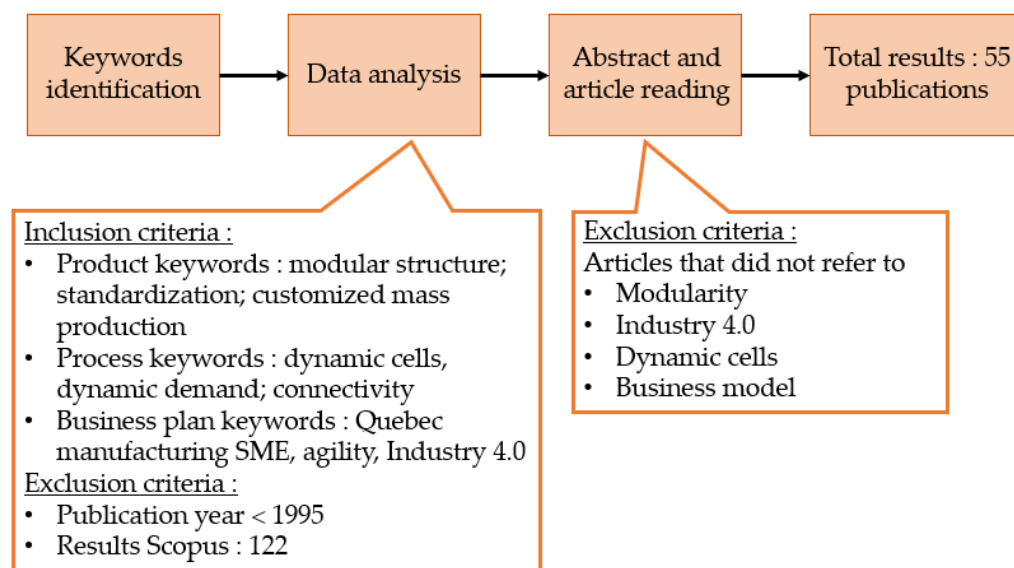 Keywords
identification
Data analysis
Abstract and
article reading
Total results : 55
publications
Inclusion criteria :
• Product keywords : modular structure;
standardization; customized mass
production
• Process keywords : dynamic cells,
dynamic demand; connectivity
• Business plan keywords : Quebec
manufacturing SME, agility, Industry 4.0
Exclusion criteria :
• Publication year < 1995
• Results Scopus : 122
Exclusion criteria :
Articles that did not refer to
• Modularity
• Industry 4.0
• Dynamic cells
• Business model